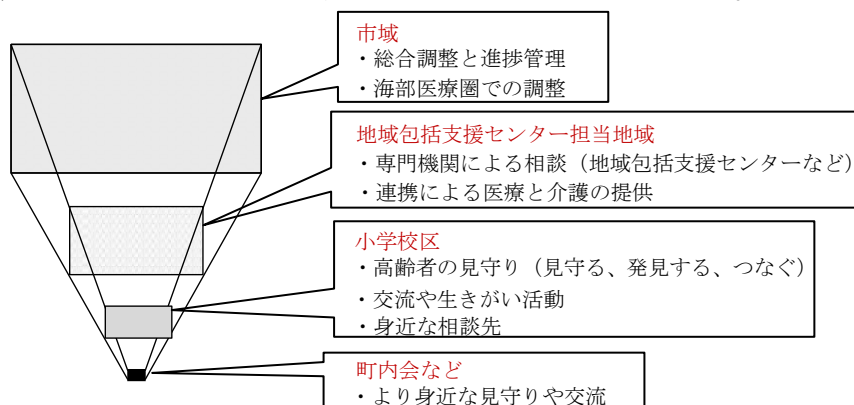 市域
・総合調整と進捗管理
・海部医療圏での調整
地域包括支援センター担当地域
・専門機関による相談（地域包括支援センターなど）
・連携による医療と介護の提供
小学校区
・高齢者の見守り（見守る、発見する、つなぐ）
・交流や生きがい活動
・身近な相談先
町内会など
・より身近な見守りや交流